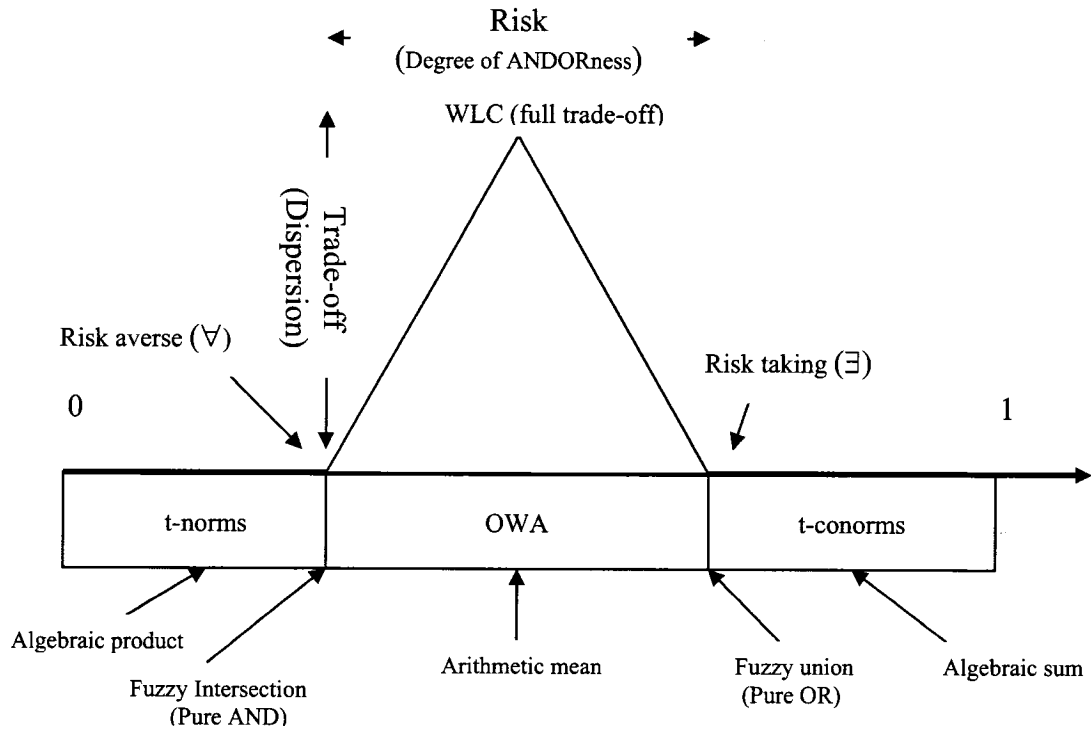 Risk
(Degree of ANDORness)
WLC (full trade-off)
Trade-off
(Dispersion)
Risk averse (∀)
Risk taking (∃)
0
1
t-norms
OWA
t-conorms
Algebraic product
Fuzzy Intersection
(Pure AND)
Arithmetic mean
Fuzzy union
(Pure OR)
Algebraic sum